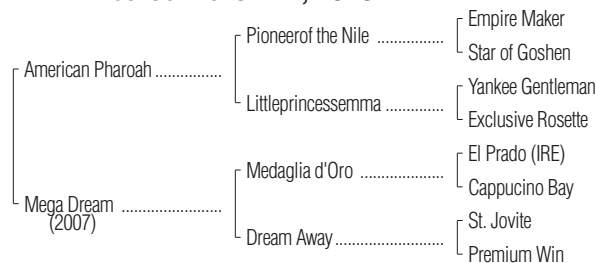 Empire Maker
Pioneerof the Nile ................
Star of Goshen
American Pharoah ..............
Yankee Gentleman
Littleprincessemma ..............
Exclusive Rosette
El Prado (IRE)
Medaglia d'Oro ....................
Cappucino Bay
Mega Dream .....................
(2007)
St. Jovite
Dream Away..........................
Premium Win